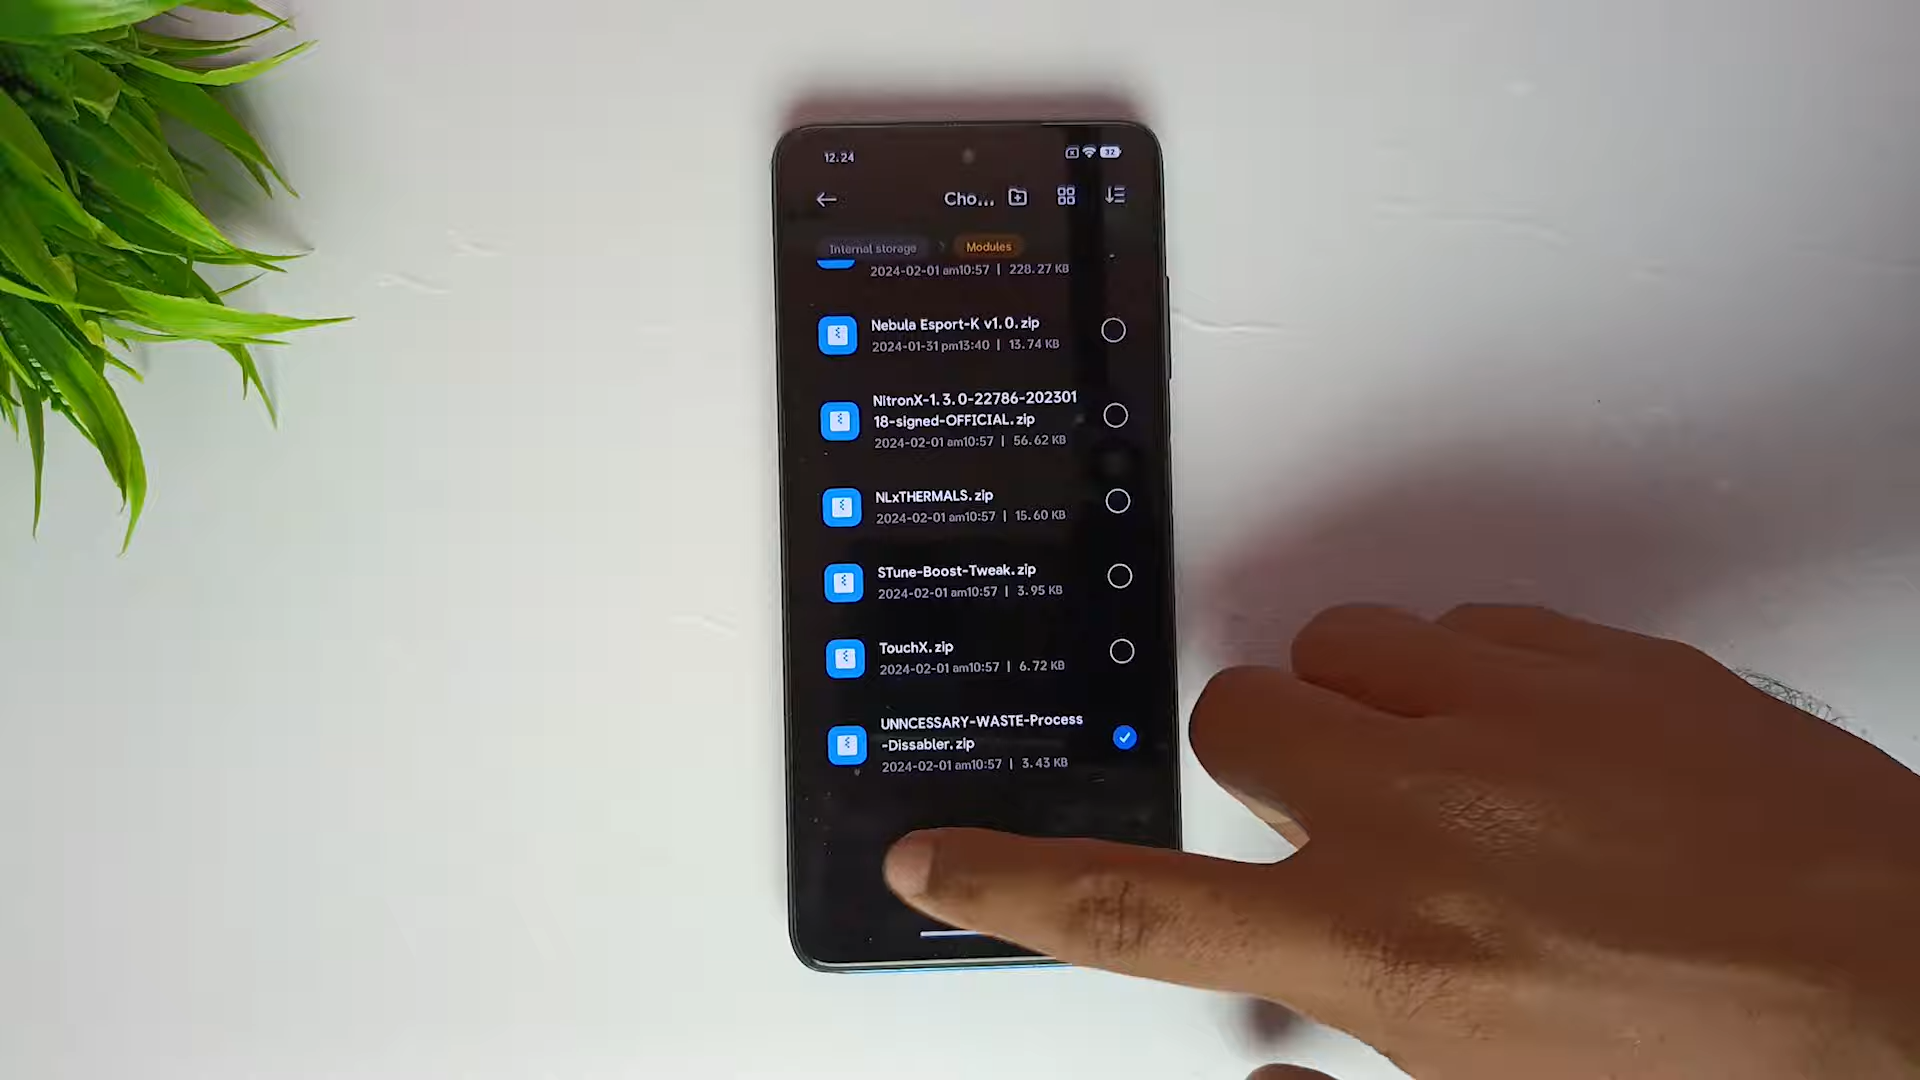 12.24
32
Cho...
Internal storage > Modules
2024-02-01 am10:57 | 228.27 KB
Nebula Esport-K v1.0.zip
2024-01-31 pm13:40 | 13.74 KB
NitronX-1.3.0-22786-202301
18-signed-OFFICIAL.zip
2024-02-01 am10:57 | 56.62 KB
NLxTHERMALS.zip
2024-02-01 am10:57 | 15.60 KB
STune-Boost-Tweak.zip
2024-02-01 am10:57 | 3.95 KB
TouchX.zip
2024-02-01 am10:57 | 6.72 KB
UNNCESSARY-WASTE-Process
-Dissabler.zip
2024-02-01 am10:57 | 3.43 KB